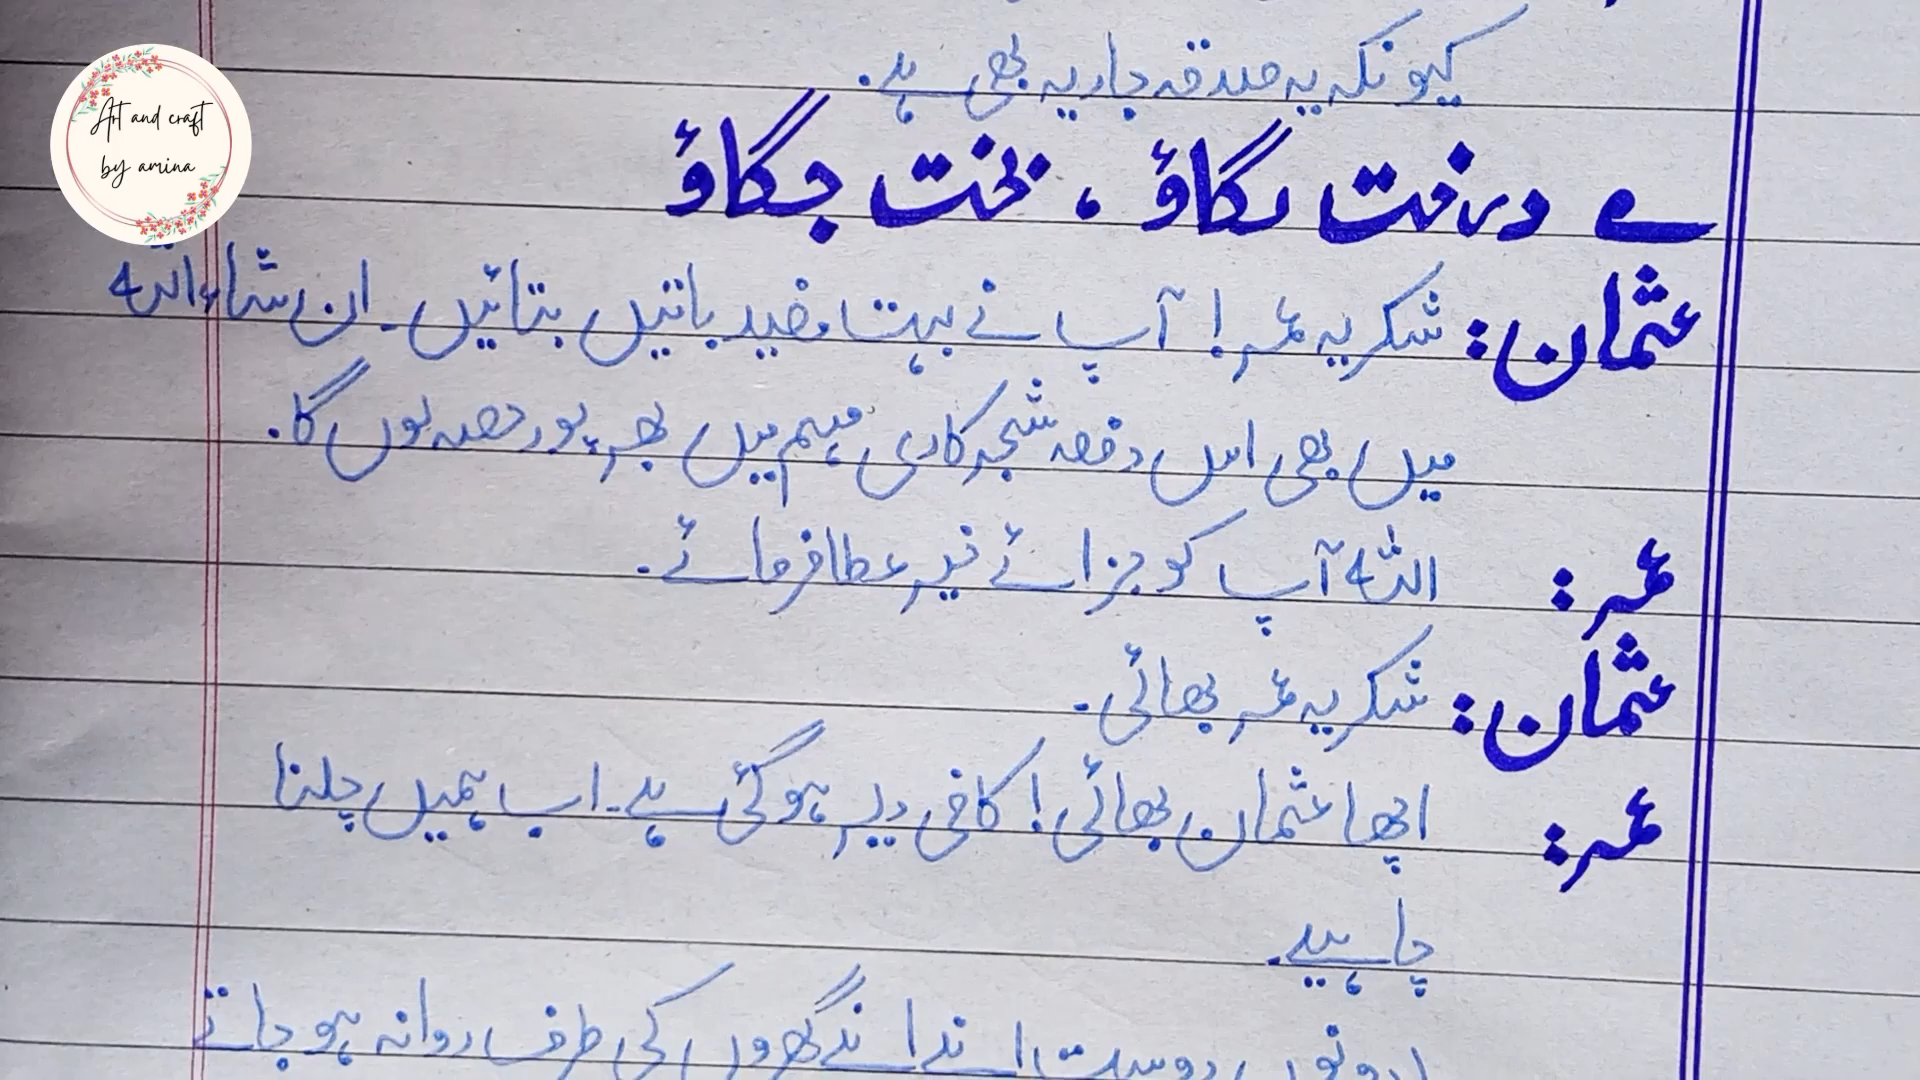 Art and craft
by amina
کیونکہ یہ صدقہ جاریہ بھی ہے۔
؎ درخت لگاؤ ، بخت جگاؤ
عثمان: شکریہ عمر! آپ نے بہت مفید باتیں بتائیں۔ ان شاءاللہ
میں بھی اس دفعہ شجرکاری مہم میں بھرپور حصہ لوں گا۔
عمر: اللہ آپ کو جزائے خیر عطا فرمائے۔
عثمان: شکریہ عمر بھائی۔
عمر: اچھا عثمان بھائی! کافی دیر ہو گئی ہے۔ اب ہمیں چلنا
چاہیے۔
دونوں دوست اپنے اپنے گھروں کی طرف روانہ ہو جاتے